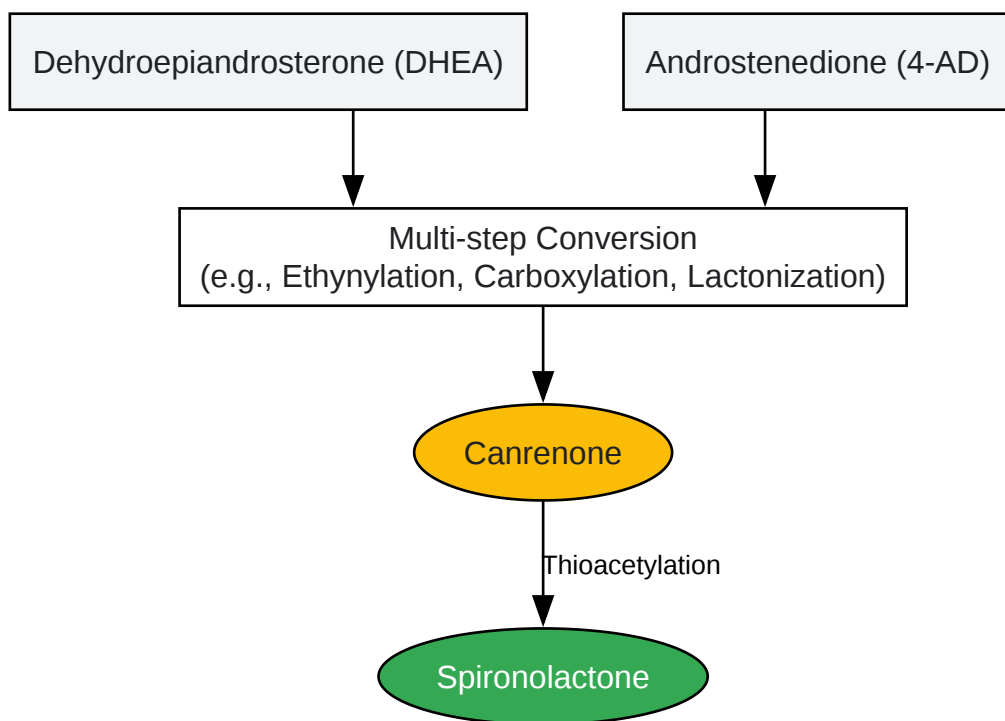 Dehydroepiandrosterone (DHEA)
Androstenedione (4-AD)
Multi-step Conversion
(e.g., Ethynylation, Carboxylation, Lactonization)
Canrenone
Thioacetylation
Spironolactone